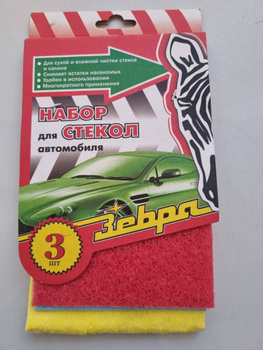 • Для сухой и влажной чистки стекла
и салона
• Снимает остатки насекомых
• Удобен в использовании
• Многократного применения
НАБОР
для СТЕКОЛ
автомобиля
Зебра
3
шт